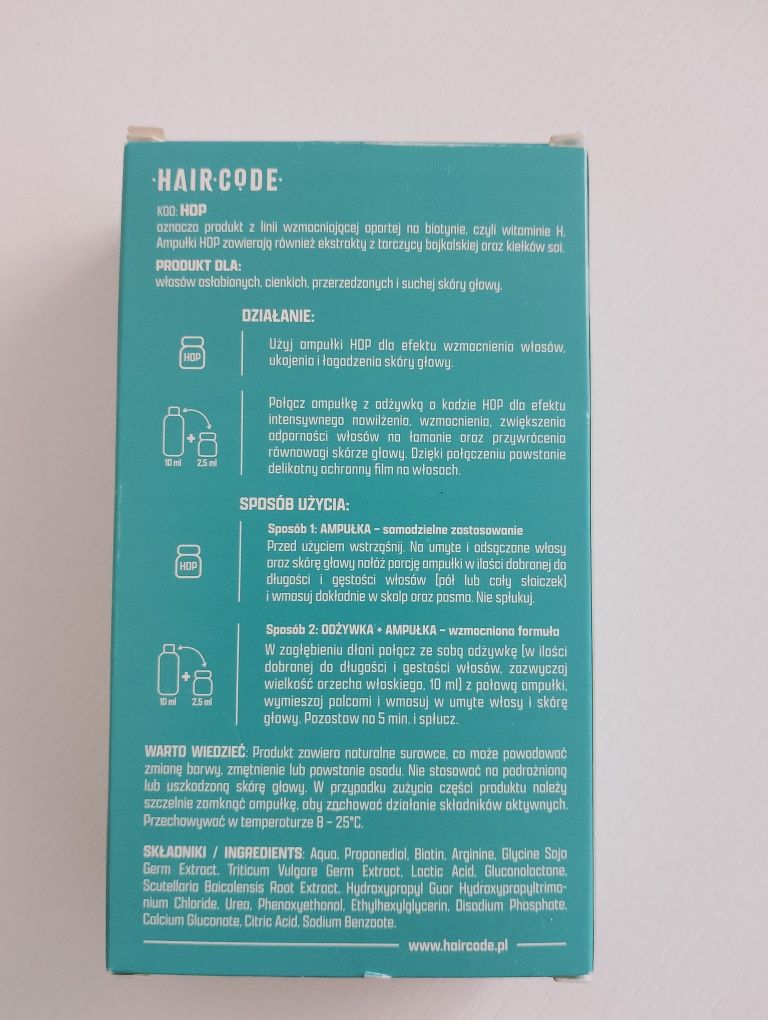 ·HAIR·CODE·
KOD: HOP
oznacza produkt z linii wzmacniającej opartej na biotynie, czyli witaminie H.
Ampułki HOP zawierają również ekstrakty z tarczycy bajkalskiej oraz kiełków soi.
PRODUKT DLA:
włosów osłabionych, cienkich, przerzedzonych i suchej skóry głowy.
DZIAŁANIE:
HOP
Użyj ampułki HOP dla efektu wzmocnienia włosów,
ukojenia i łagodzenia skóry głowy.
Połącz ampułkę z odżywką o kodzie HOP dla efektu
intensywnego nawilżenia, wzmocnienia, zwiększenia
odporności włosów na łamanie oraz przywrócenia
równowagi skórze głowy. Dzięki połączeniu powstanie
delikatny ochronny film na włosach.
+
10 ml 2,5 ml
SPOSÓB UŻYCIA:
HOP
Sposób 1: AMPUŁKA – samodzielne zastosowanie
Przed użyciem wstrząśnij. Na umyte i odsączone włosy
oraz skórę głowy nałóż porcję ampułki w ilości dobranej do
długości i gęstości włosów [pół lub cały słoiczek]
i wmasuj dokładnie w skalp oraz pasma. Nie spłukuj.
Sposób 2: ODŻYWKA + AMPUŁKA – wzmocniona formuła
W zagłębieniu dłoni połącz ze sobą odżywkę [w ilości
dobranej do długości i gestości włosów, zazwyczaj
wielkość orzecha włoskiego, 10 ml] z połową ampułki,
wymieszaj palcami i wmasuj w umyte włosy i skórę
głowy. Pozostaw na 5 min. i spłucz.
+
10 ml 2,5 ml
WARTO WIEDZIEĆ: Produkt zawiera naturalne surowce, co może powodować
zmianę barwy, zmętnienie lub powstanie osadu. Nie stosować na podrażnioną
lub uszkodzoną skórę głowy. W przypadku zużycia części produktu należy
szczelnie zamknąć ampułkę, aby zachować działanie składników aktywnych.
Przechowywać w temperaturze 8 – 25°C.
SKŁADNIKI / INGREDIENTS: Aqua, Propanediol, Biotin, Arginine, Glycine Soja
Germ Extract, Triticum Vulgare Germ Extract, Lactic Acid, Gluconolactone,
Scutellaria Baicalensis Root Extract, Hydroxypropyl Guar Hydroxypropyltrimo-
nium Chloride, Urea, Phenoxyethanol, Ethylhexylglycerin, Disodium Phosphate,
Calcium Gluconate, Citric Acid, Sodium Benzoate.
www.haircode.pl